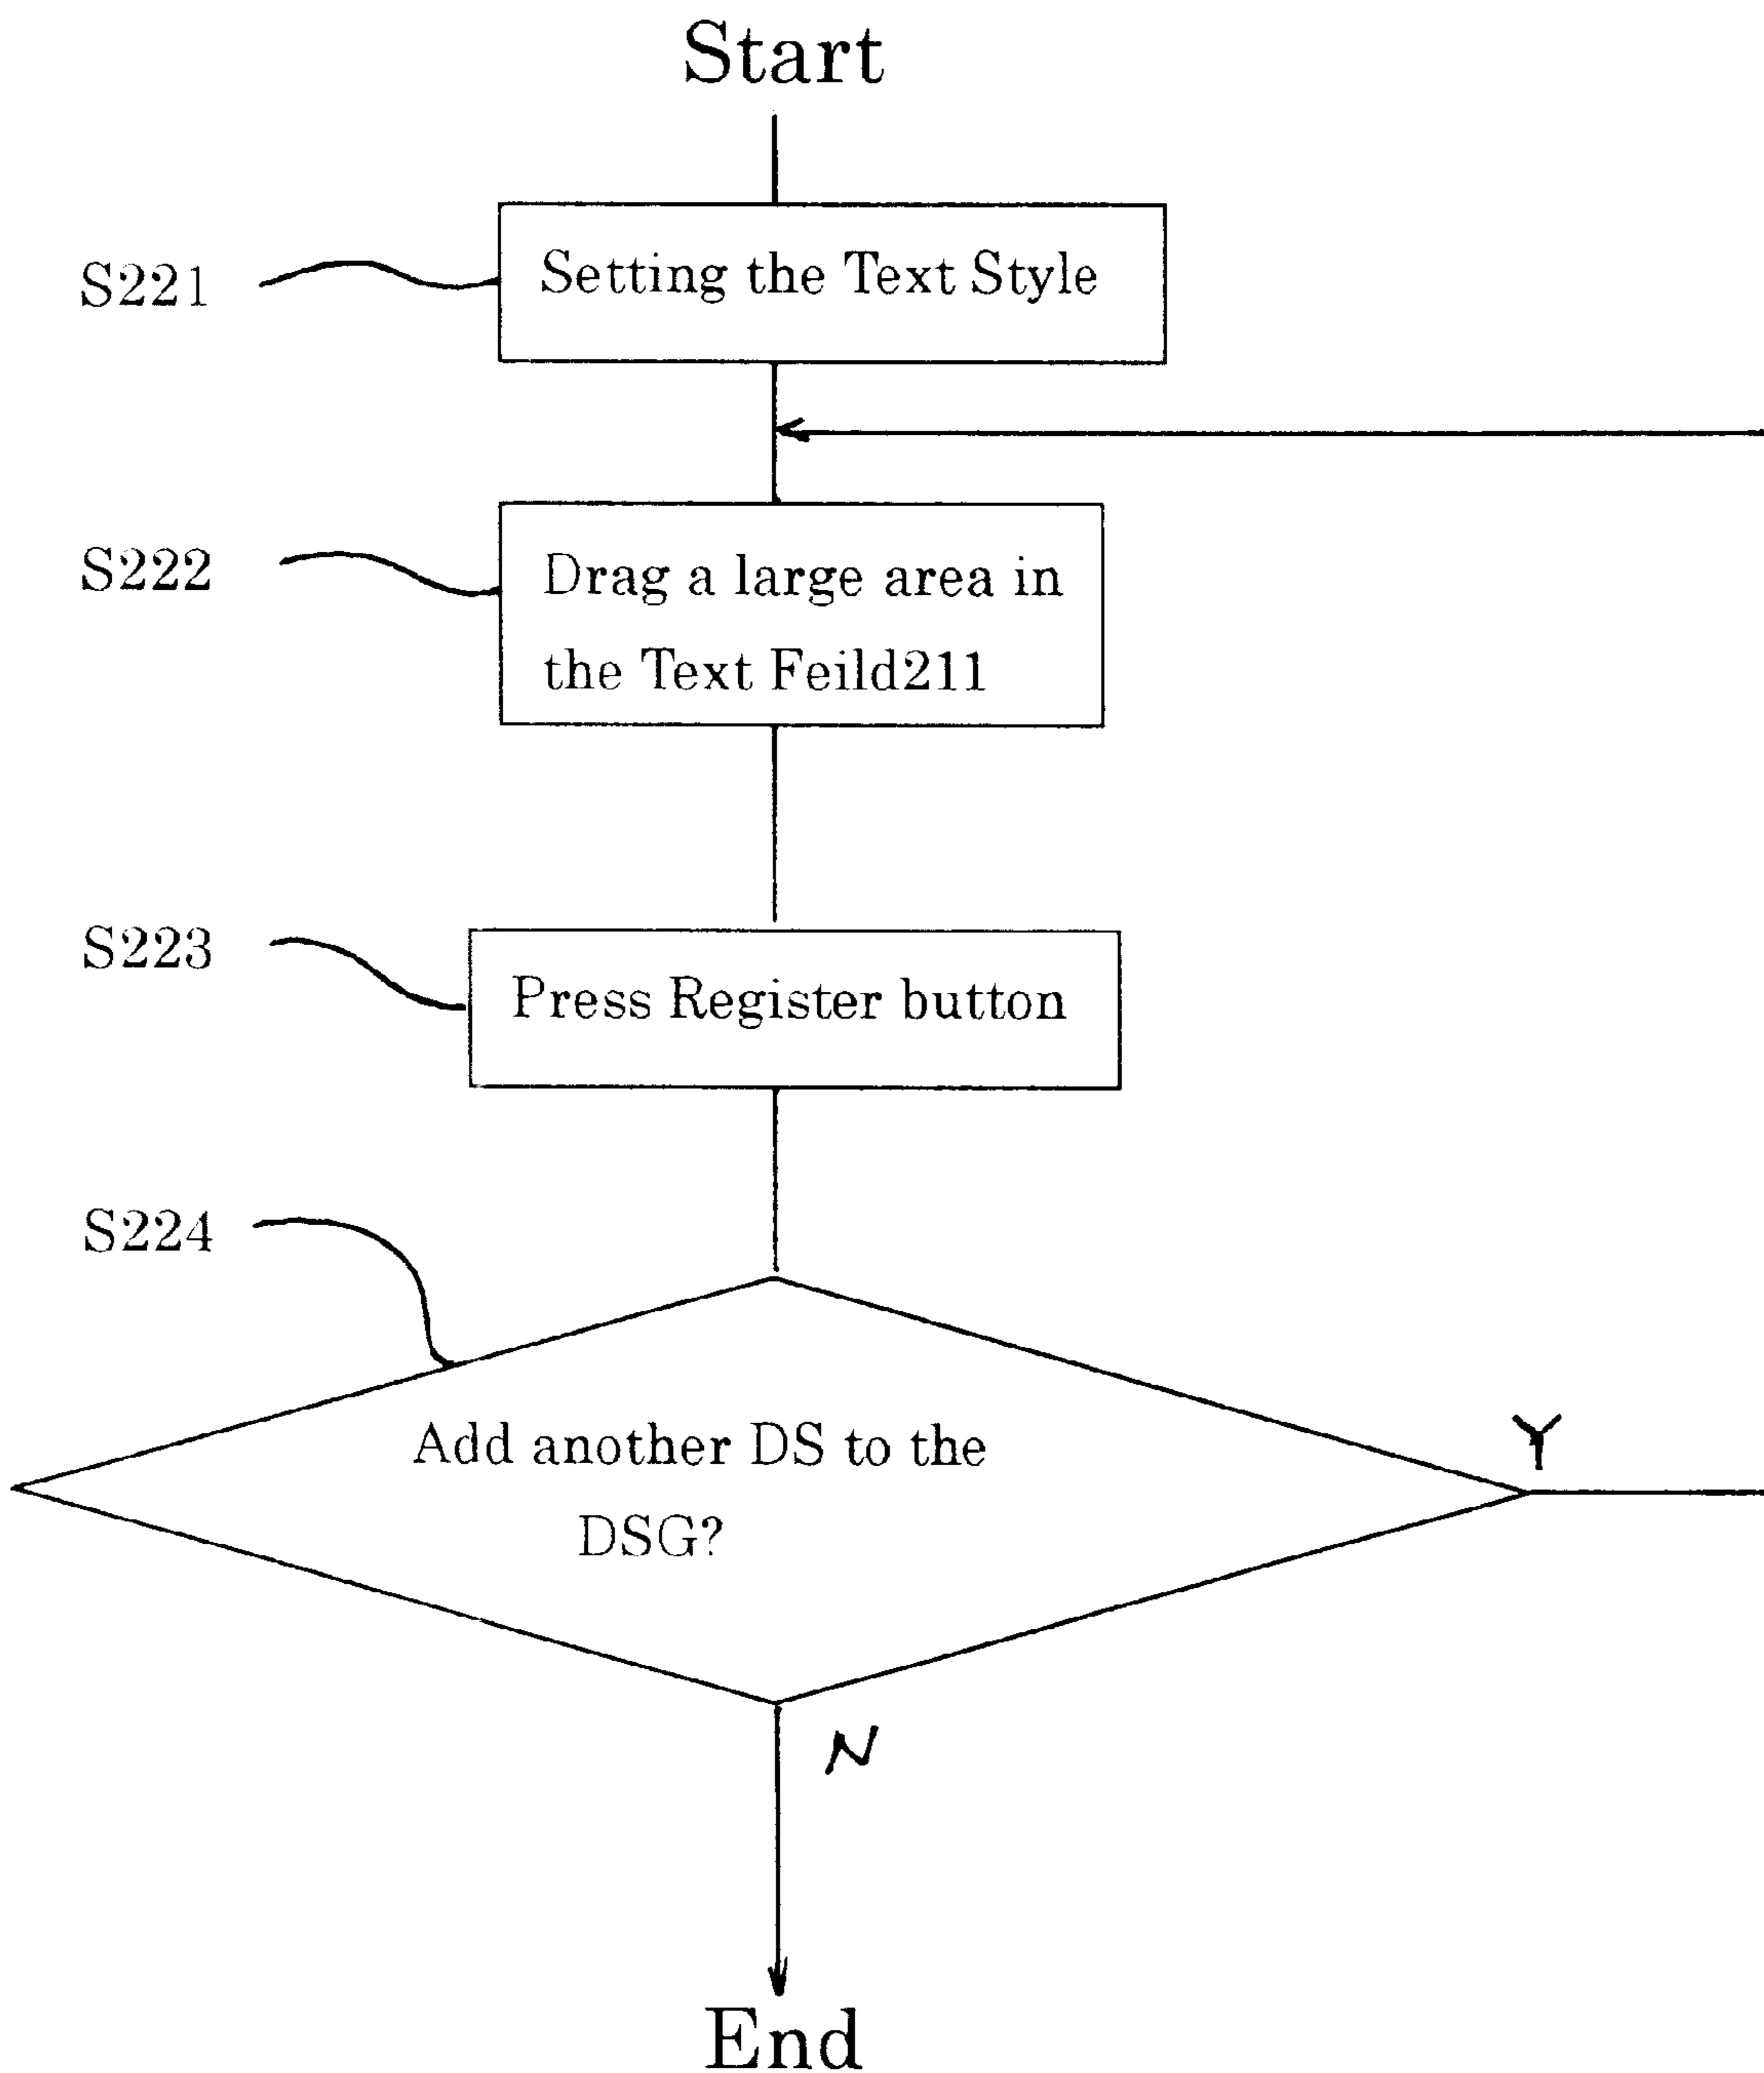 Start
S221
Setting the Text Style
S222
Drag a large area in
the Text Feild211
S223
Press Register button
S224
Add another DS to the
DSG?
Y
N
End